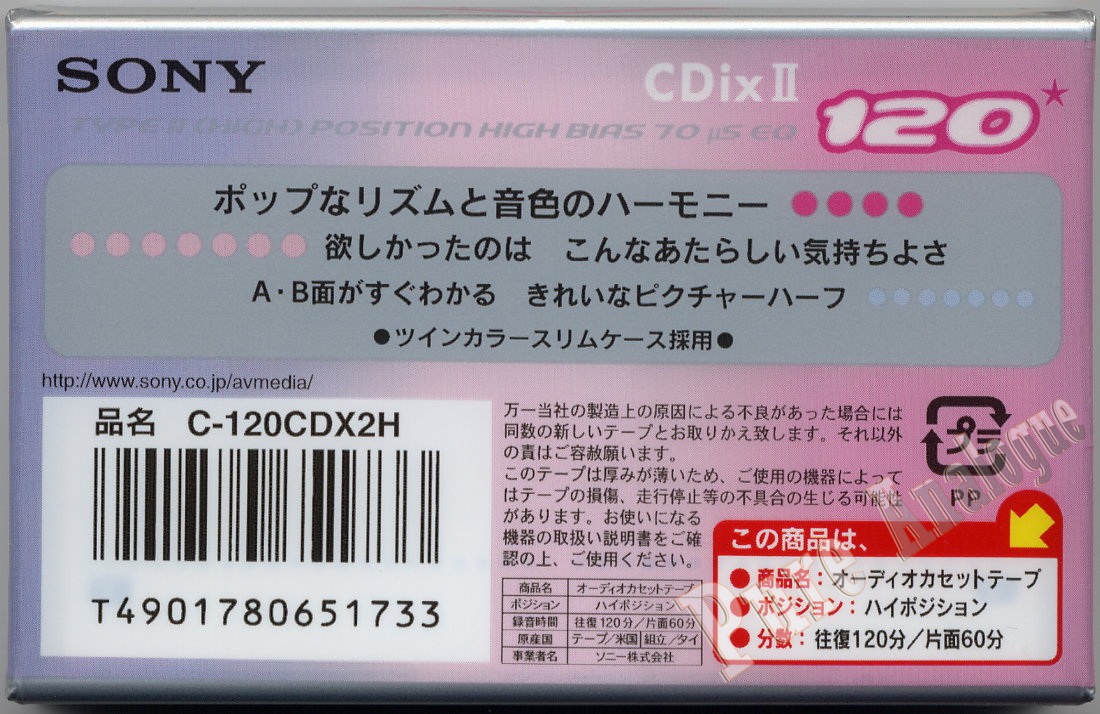 SONY
CDix II
120
TYPE II (HIGH) POSITION HIGH BIAS 70 µS EQ
ポップなリズムと音色のハーモニー ●●●●
●●●●●●● 欲しかったのは こんなあたらしい気持ちよさ
A・B面がすぐわかる きれいなピクチャーハーフ ●●●●●●●
●ツインカラースリムケース採用●
http://www.sony.co.jp/avmedia/
品名 C-120CDX2H
T4901780651733
万一当社の製造上の原因による不良があった場合には
同数の新しいテープとお取りかえ致します。それ以外
の責はご容赦願います。
このテープは厚みが薄いため、ご使用の機器によって
はテープの損傷、走行停止等の不具合の生じる可能性
があります。お使いになる
機器の取扱い説明書をご確
認の上、ご使用ください。
商品名 オーディオカセットテープ
ポジション ハイポジション
録音時間 往復120分/片面60分
原産国 テープ/米国 組立/タイ
事業者名 ソニー株式会社
プ
PP
この商品は、
●商品名:オーディオカセットテープ
●ポジション:ハイポジション
●分数:往復120分/片面60分
Pure Analogue